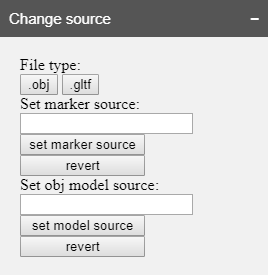 Change source –
File type:
.obj .gltf
Set marker source:
set marker source
revert
Set obj model source:
set model source
revert